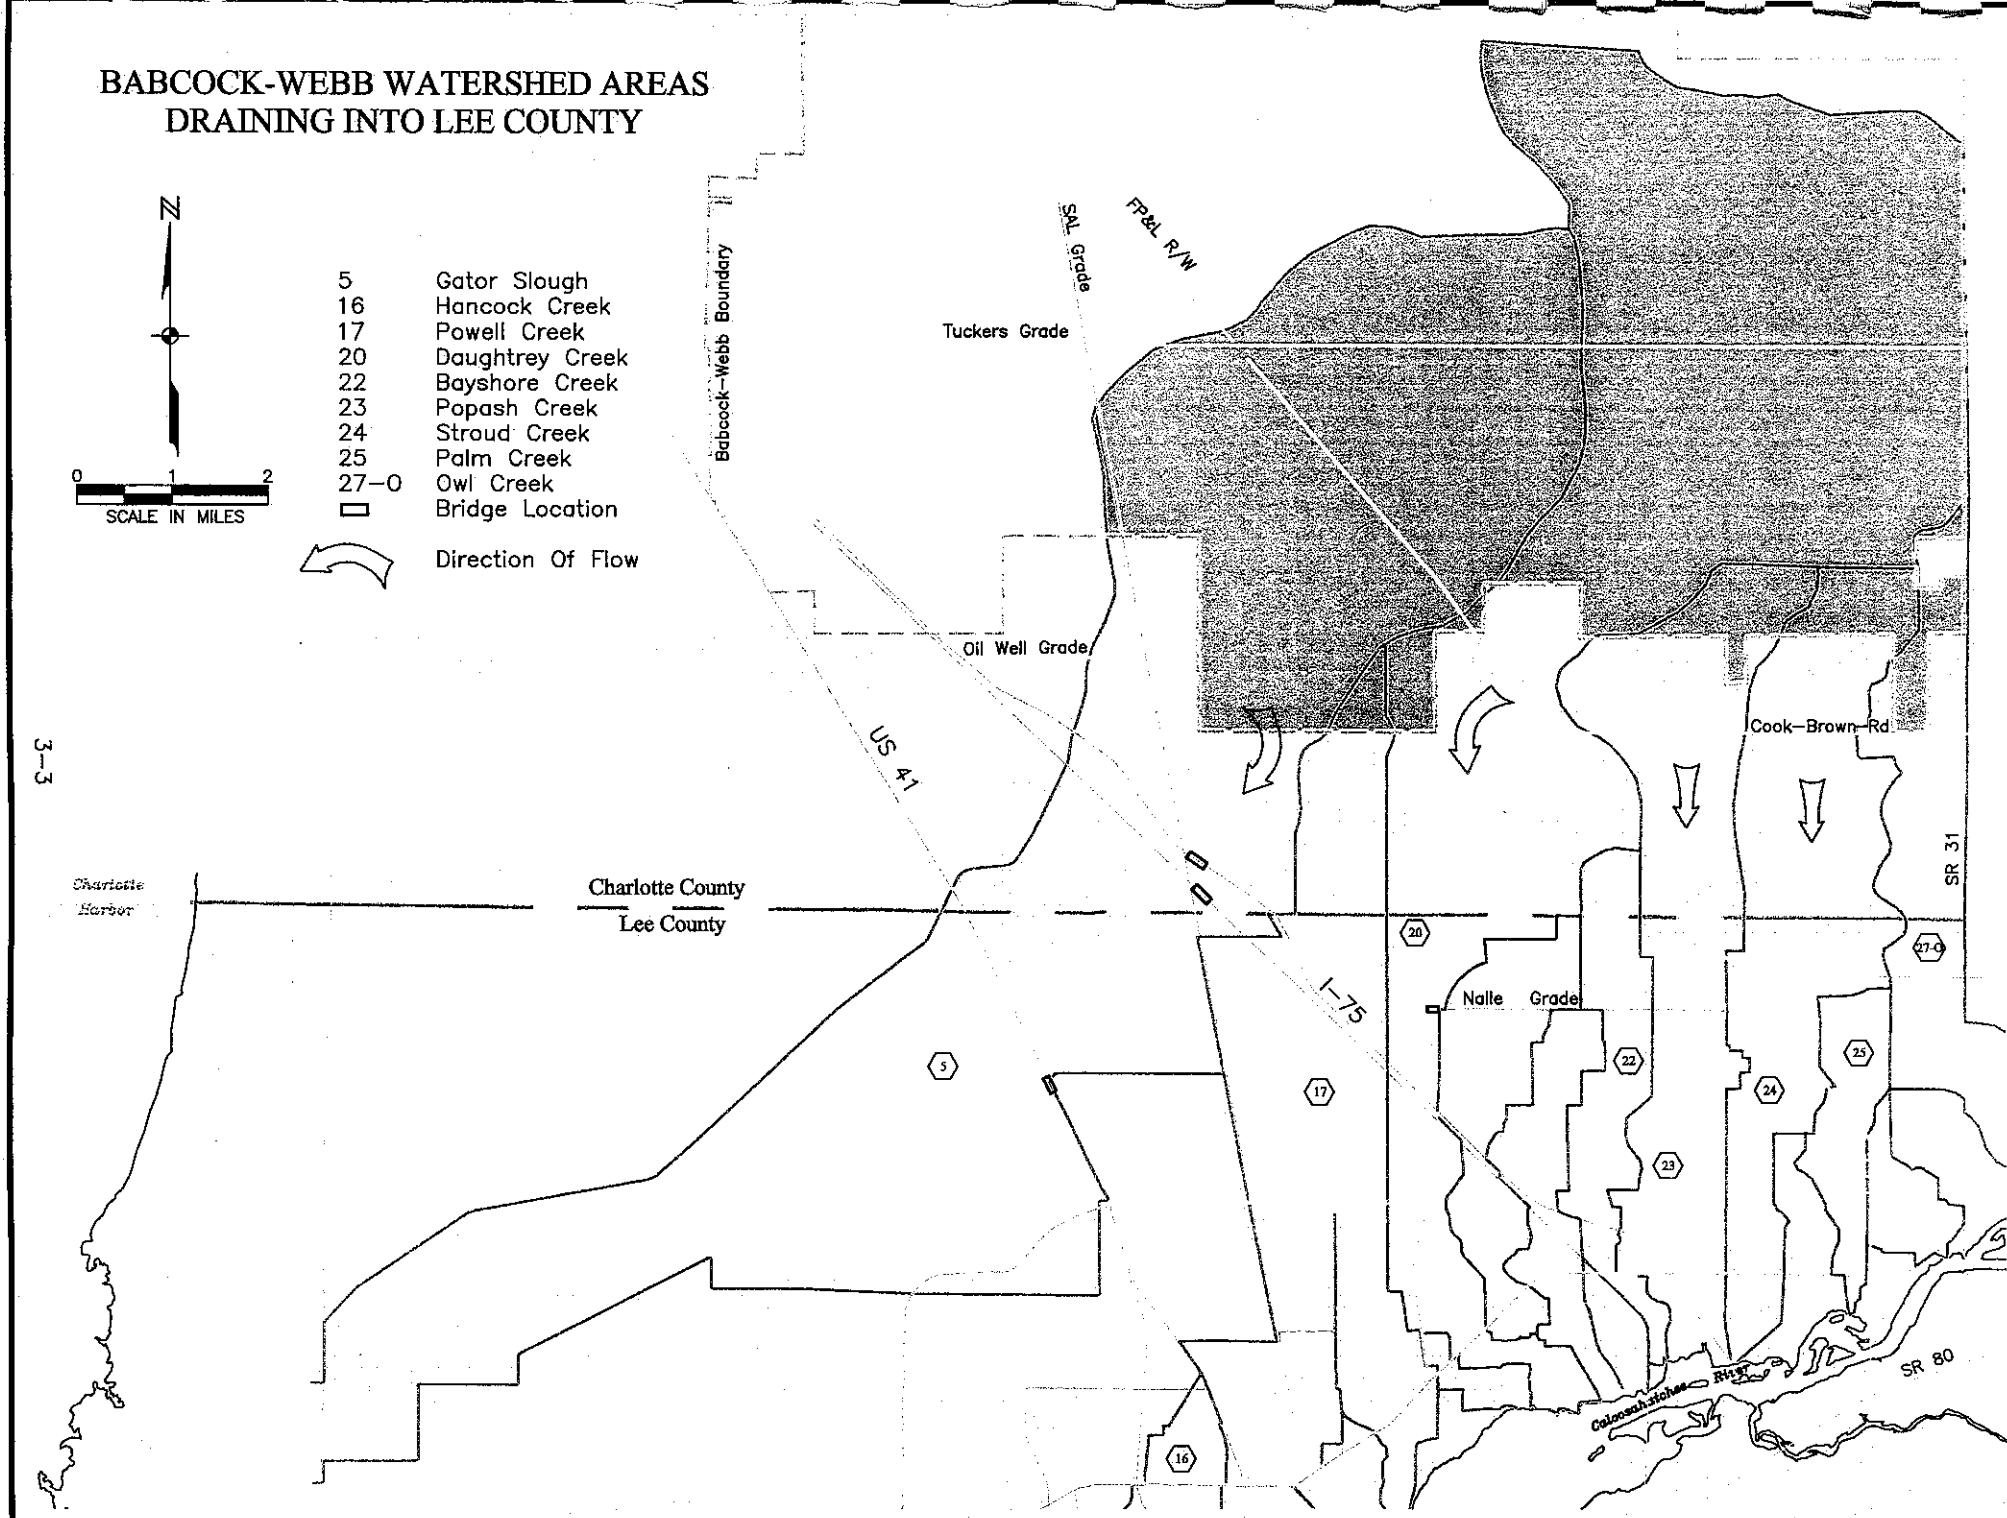 BABCOCK-WEBB WATERSHED AREAS
DRAINING INTO LEE COUNTY
N
5 Gator Slough
16 Hancock Creek
17 Powell Creek
20 Daughtrey Creek
22 Bayshore Creek
23 Popash Creek
24 Stroud Creek
25 Palm Creek
27-O Owl Creek
Bridge Location
Direction Of Flow
0 1 2
SCALE IN MILES
Babcock-Webb Boundary
SAL Grade
FP&L R/W
Tuckers Grade
Oil Well Grade
US 41
Cook-Brown-Rd
SR 31
3-3
Charlotte
Harbor
Charlotte County
Lee County
20
27-O
I-75
Nalle Grade
5
17
22
24
25
23
16
Caloosahatchee River
SR 80